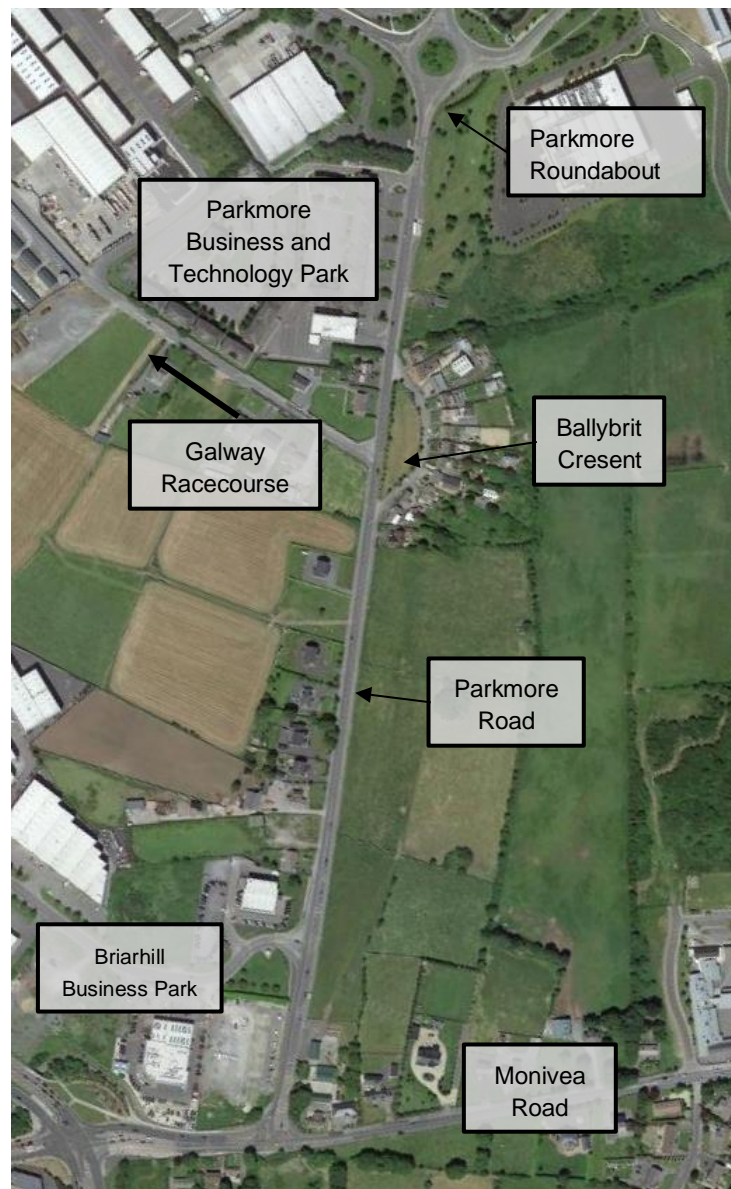 Parkmore
Roundabout
Parkmore
Business and
Technology Park
Galway
Racecourse
Ballybrit
Cresent
Parkmore
Road
Briarhill
Business Park
Monivea
Road